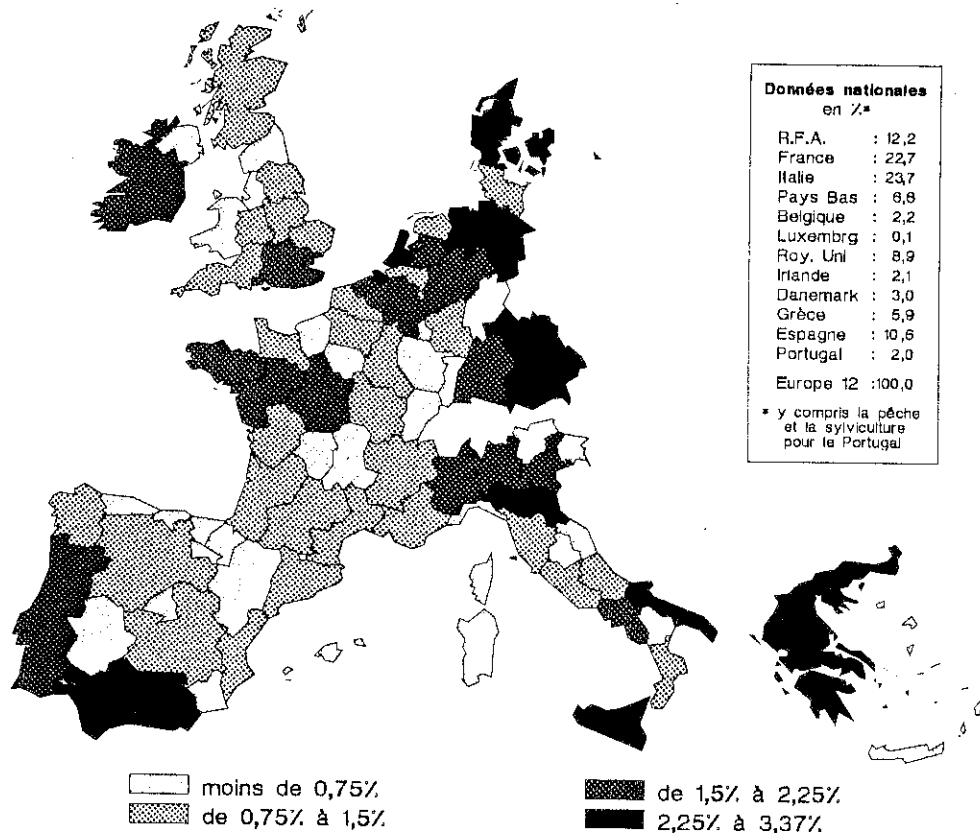 Données nationales
en %*
R.F.A. : 12,2
France : 22,7
Italie : 23,7
Pays Bas : 6,6
Belgique : 2,2
Luxembrg : 0,1
Roy. Uni : 8,9
Irlande : 2,1
Danemark : 3,0
Grèce : 5,9
Espagne : 10,6
Portugal : 2,0
Europe 12 :100,0
* y compris la pêche
et la sylviculture
pour le Portugal
moins de 0,75%
de 0,75% à 1,5%
de 1,5% à 2,25%
2,25% à 3,37%